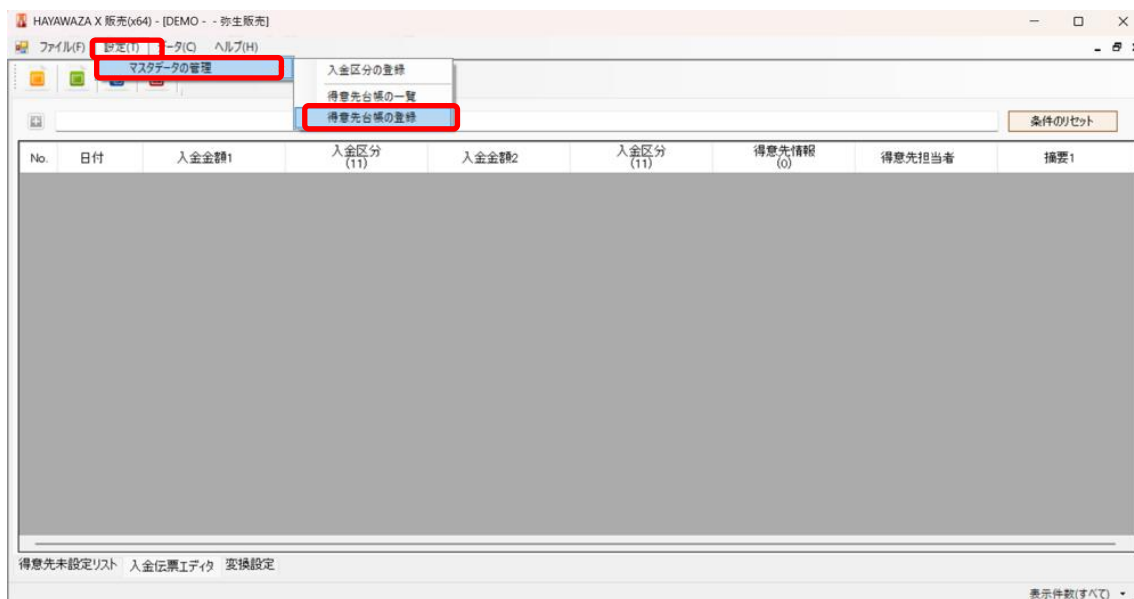 HAYAWAZA X 販売(x64) - [DEMO - - 弥生販売]
ファイル(F) 設定(T) データ(C) ヘルプ(H)
マスタデータの管理
入金区分の登録
得意先台帳の一覧
得意先台帳の登録
条件のリセット
No. 日付 入金金額1 入金区分(11) 入金金額2 入金区分(11) 得意先情報(0) 得意先担当者 摘要1
得意先未設定リスト 入金伝票エディタ 変換設定
表示件数(すべて)